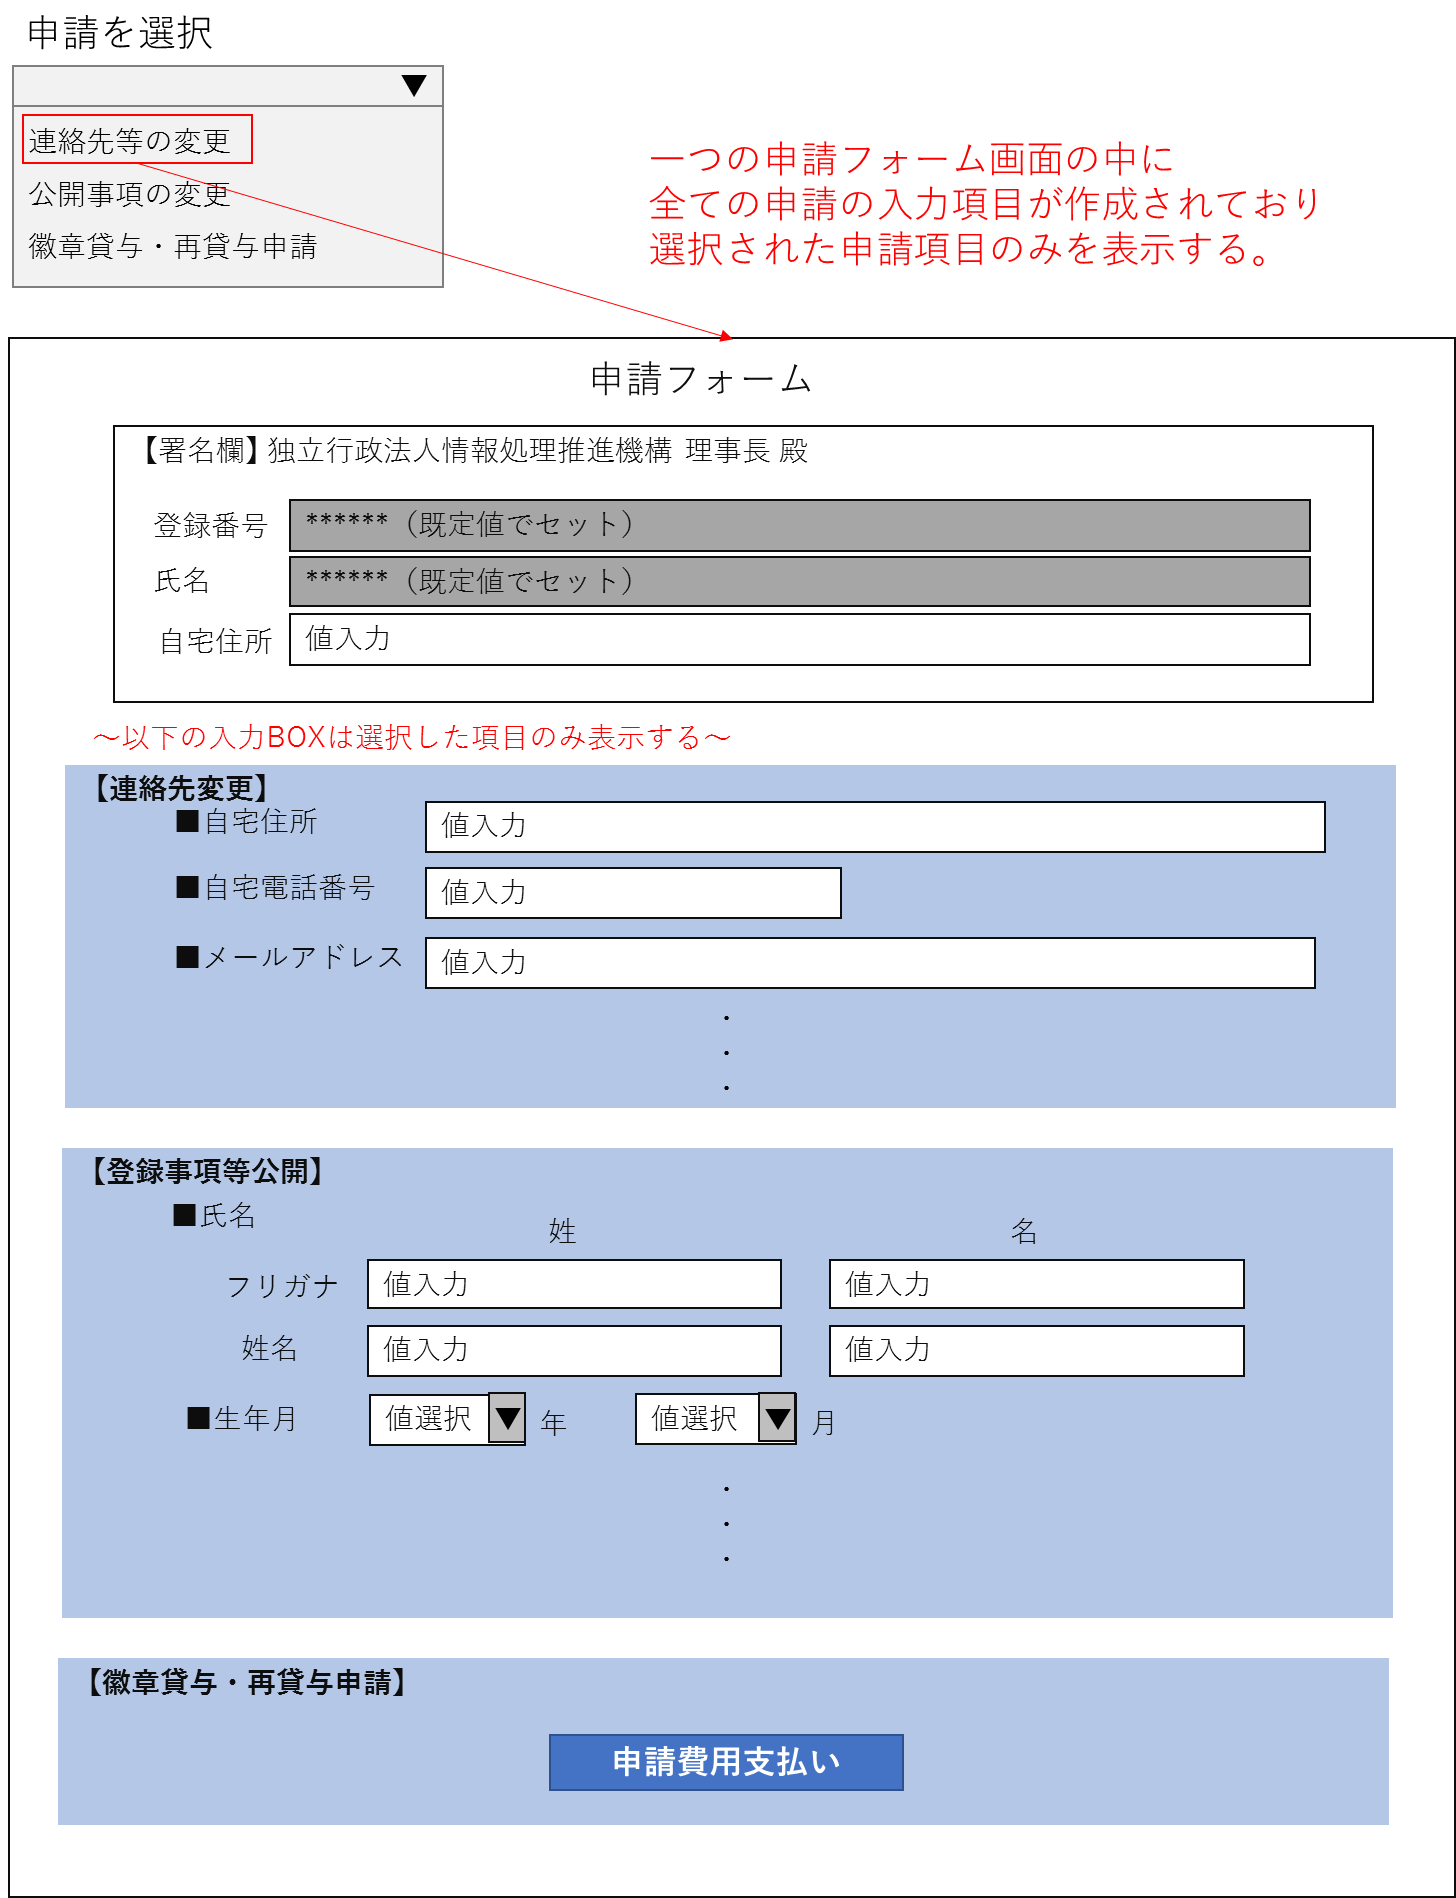 申請を選択
▼
連絡先等の変更
公開事項の変更
徽章貸与・再貸与申請
一つの申請フォーム画面の中に
全ての申請の入力項目が作成されており
選択された申請項目のみを表示する。
申請フォーム
【署名欄】独立行政法人情報処理推進機構 理事長 殿
登録番号 ******（既定値でセット）
氏名 ******（既定値でセット）
自宅住所 値入力
～以下の入力BOXは選択した項目のみ表示する～
【連絡先変更】
■自宅住所 値入力
■自宅電話番号 値入力
■メールアドレス 値入力
・
・
・
【登録事項等公開】
■氏名
姓 名
フリガナ 値入力 値入力
姓名 値入力 値入力
■生年月 値選択 ▼ 年 値選択 ▼ 月
・
・
・
【徽章貸与・再貸与申請】
申請費用支払い